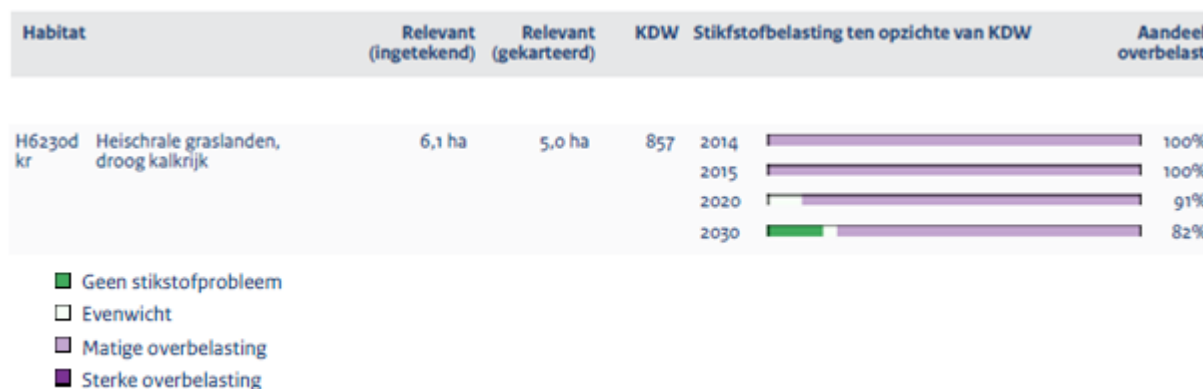 Habitat Relevant (ingetekend) Relevant (gekarteerd) KDW Stikfstofbelasting ten opzichte van KDW Aandeel overbelast
H6230d kr Heischrale graslanden, droog kalkrijk 6,1 ha 5,0 ha 857 2014 100%
2015 100%
2020 91%
2030 82%
Geen stikstofprobleem
Evenwicht
Matige overbelasting
Sterke overbelasting